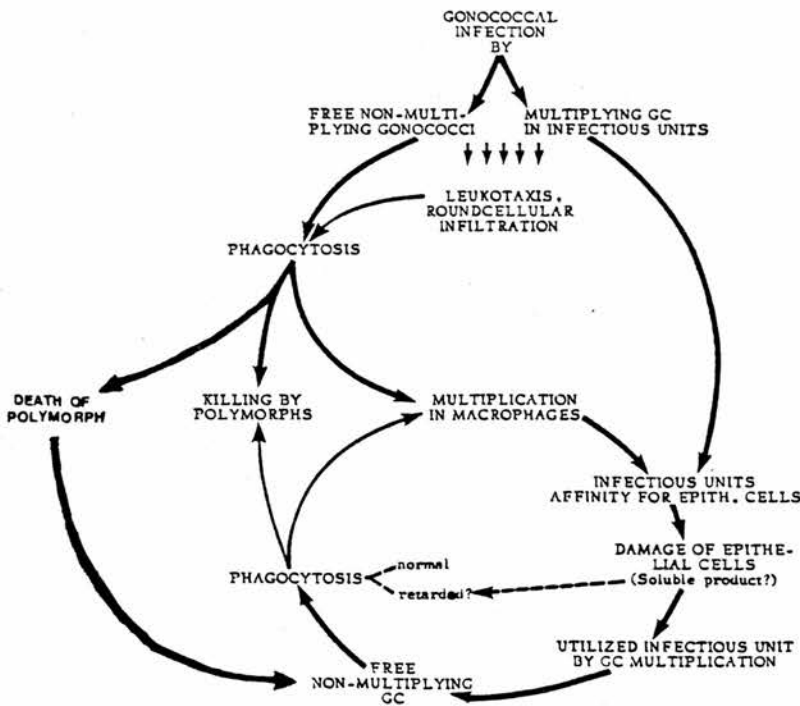 GONOCOCCAL
INFECTION
BY
FREE NON-MULTI-
PLYING GONOCOCCI
MULTIPLYING GC
IN INFECTIOUS UNITS
LEUKOTAXIS,
ROUNDCELLULAR
INFILTRATION
PHAGOCYTOSIS
DEATH OF
POLYMORPH
KILLING BY
POLYMORPHS
MULTIPLICATION
IN MACROPHAGES
INFECTIOUS UNITS
AFFINITY FOR EPITH. CELLS
DAMAGE OF EPITHE-
LIAL CELLS
(Soluble product?)
PHAGOCYTOSIS
normal
retarded?
UTILIZED INFECTIOUS UNIT
BY GC MULTIPLICATION
FREE
NON-MULTIPLYING
GC